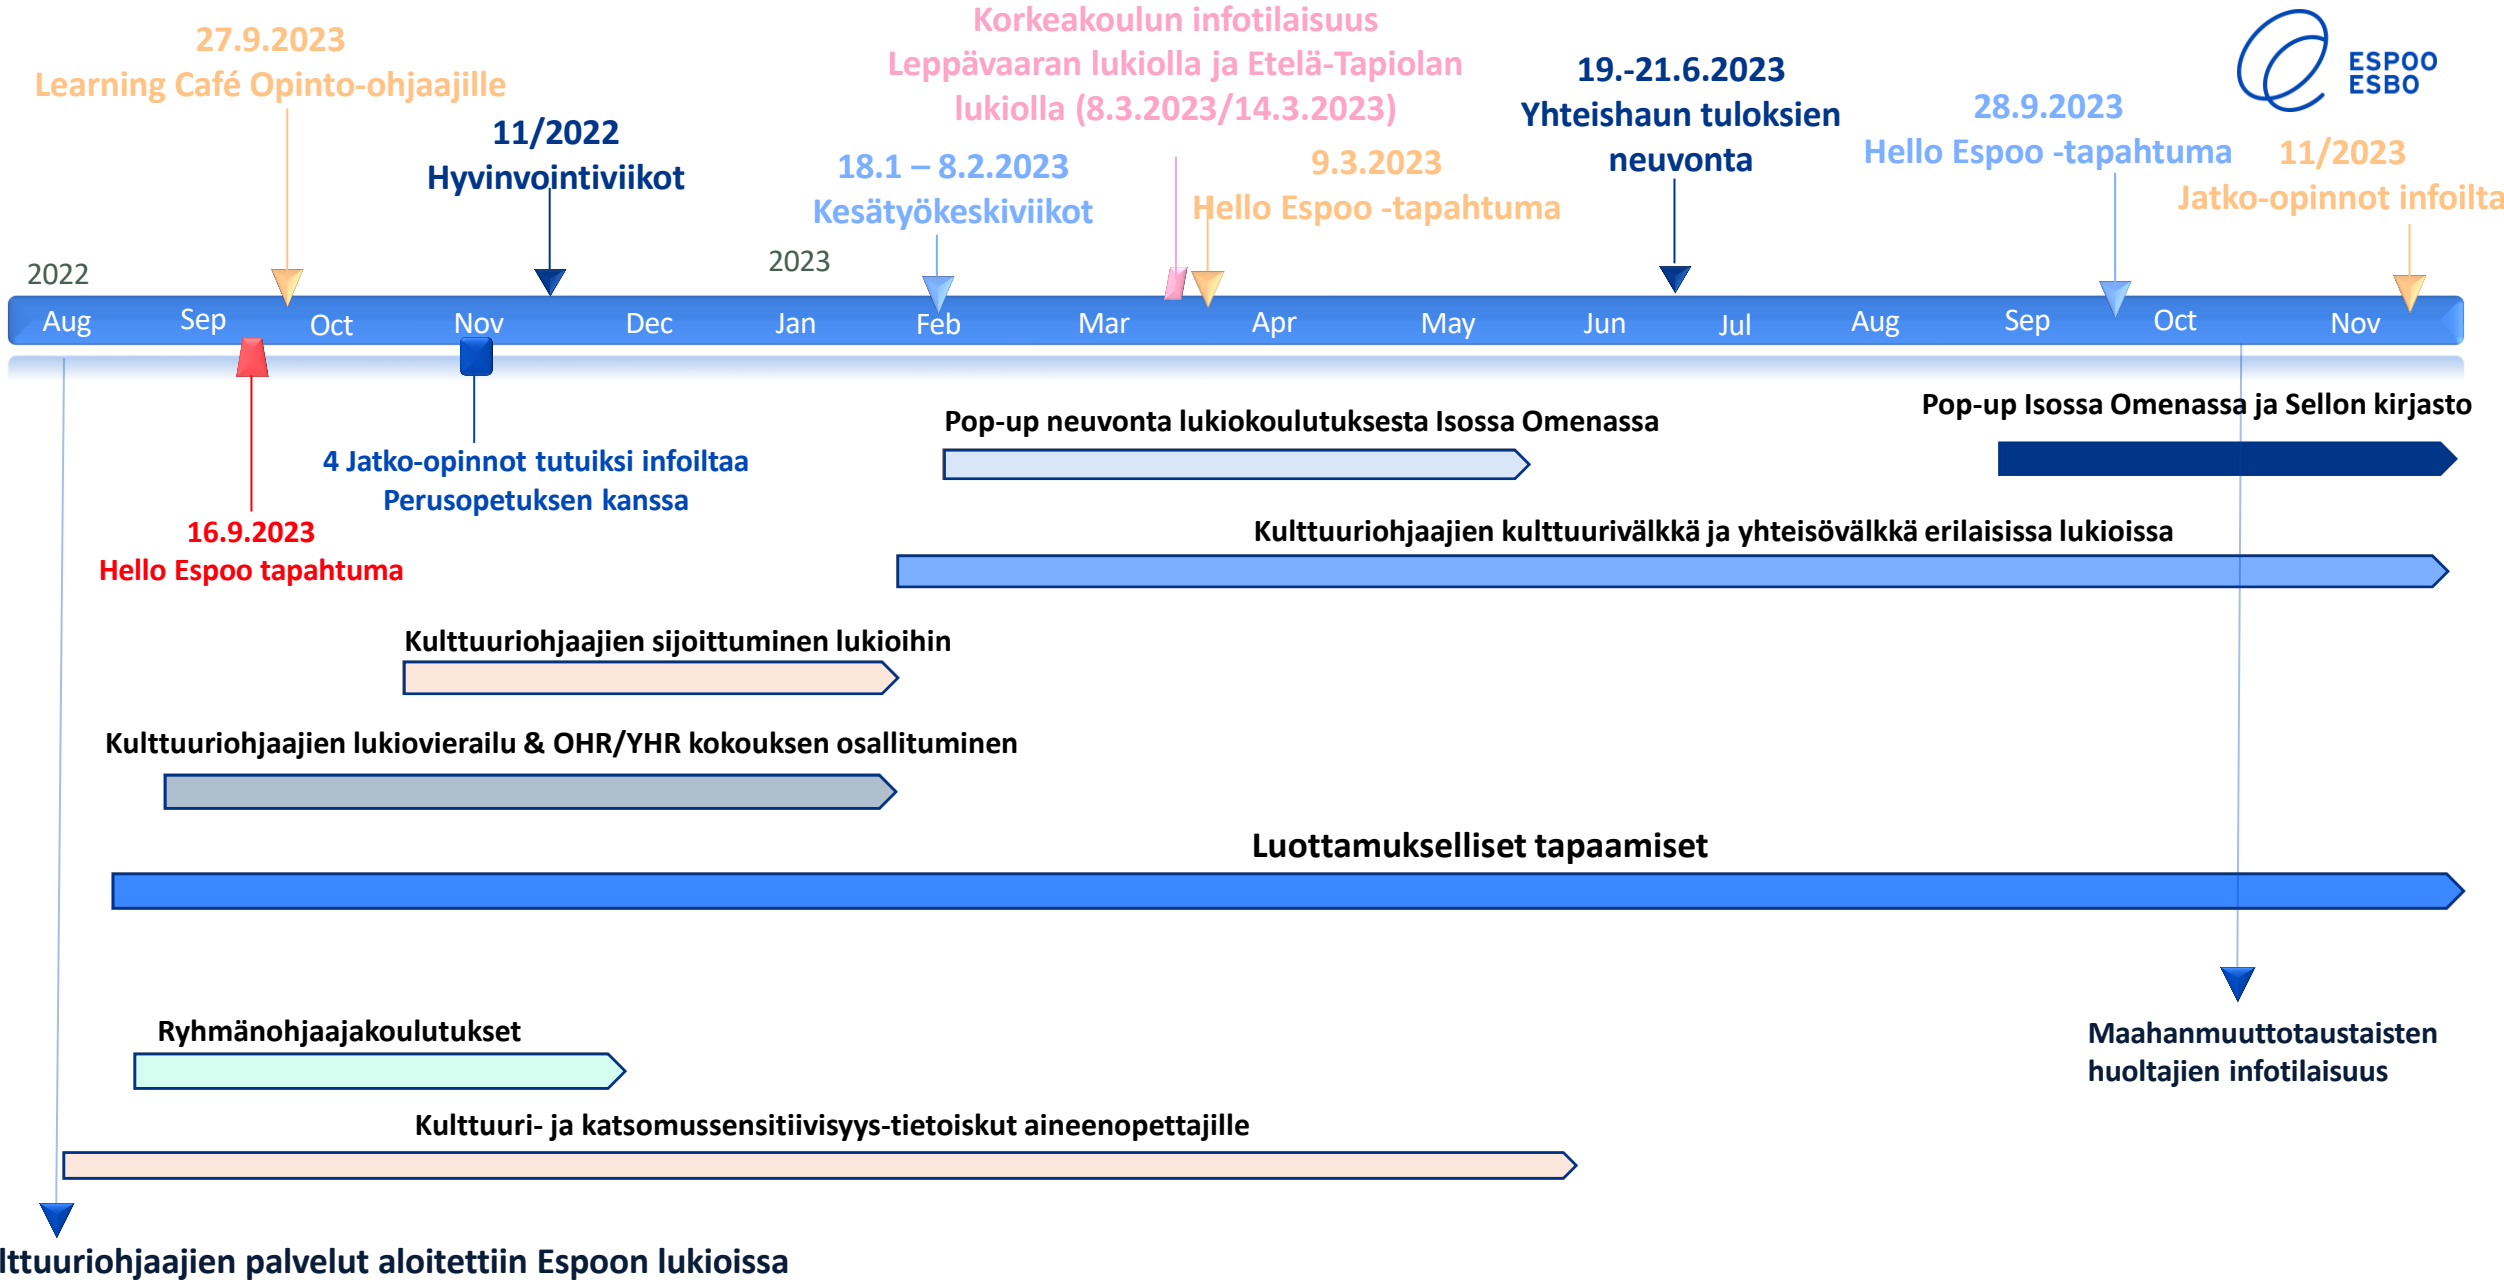 Korkeakoulun infotilaisuus
Leppävaaran lukiolla ja Etelä-Tapiolan
lukiolla (8.3.2023/14.3.2023)
27.9.2023
Learning Café Opinto-ohjaajille
11/2022
Hyvinvointiviikot
18.1 – 8.2.2023
Kesätyökeskiviikot
9.3.2023
Hello Espoo -tapahtuma
19.-21.6.2023
Yhteishaun tuloksien
neuvonta
28.9.2023
Hello Espoo -tapahtuma
ESPOO
ESBO
11/2023
Jatko-opinnot infoilta
2022
2023
Aug Sep Oct Nov Dec Jan Feb Mar Apr May Jun Jul Aug Sep Oct Nov
Pop-up neuvonta lukiokoulutuksesta Isossa Omenassa
Pop-up Isossa Omenassa ja Sellon kirjasto
4 Jatko-opinnot tutuiksi infoiltaa
Perusopetuksen kanssa
16.9.2023
Hello Espoo tapahtuma
Kulttuuriohjaajien kulttuurivälkkä ja yhteisövälkkä erilaisissa lukioissa
Kulttuuriohjaajien sijoittuminen lukioihin
Kulttuuriohjaajien lukiovierailu & OHR/YHR kokouksen osallituminen
Luottamukselliset tapaamiset
Ryhmänohjaajakoulutukset
Maahanmuuttotaustaisten
huoltajien infotilaisuus
Kulttuuri- ja katsomussensitiivisyys-tietoiskut aineenopettajille
lttuuriohjaajien palvelut aloitettiin Espoon lukioissa